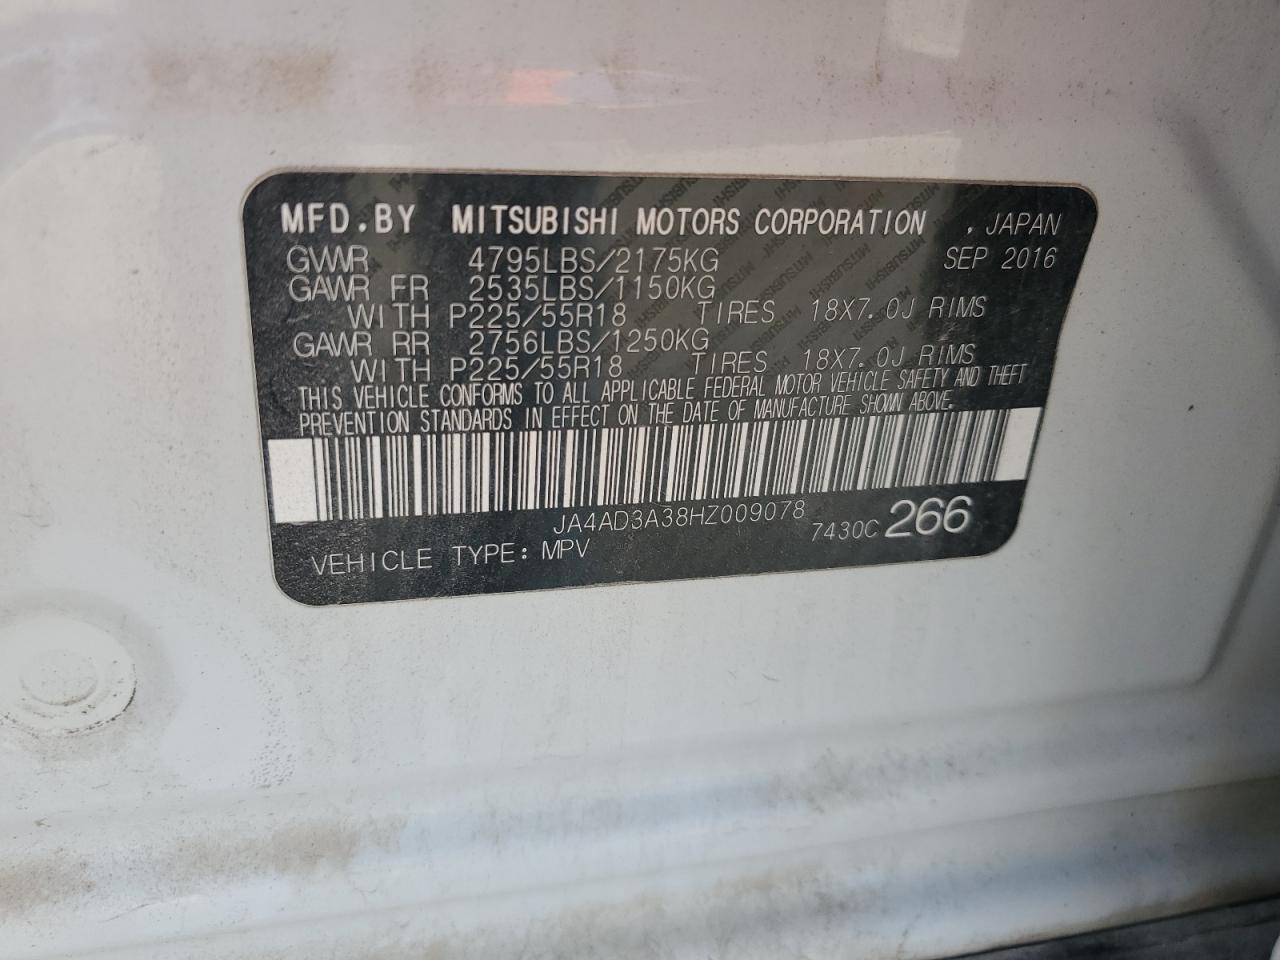 MFD.BY MITSUBISHI MOTORS CORPORATION , JAPAN
GVWR 4795LBS/2175KG SEP 2016
GAWR FR 2535LBS/1150KG
WITH P225/55R18 TIRES 18X7.0J RIMS
GAWR RR 2756LBS/1250KG
WITH P225/55R18 TIRES 18X7.0J RIMS
THIS VEHICLE CONFORMS TO ALL APPLICABLE FEDERAL MOTOR VEHICLE SAFETY AND THEFT
PREVENTION STANDARDS IN EFFECT ON THE DATE OF MANUFACTURE SHOWN ABOVE.
JA4AD3A38HZ009078 7430C 266
VEHICLE TYPE: MPV